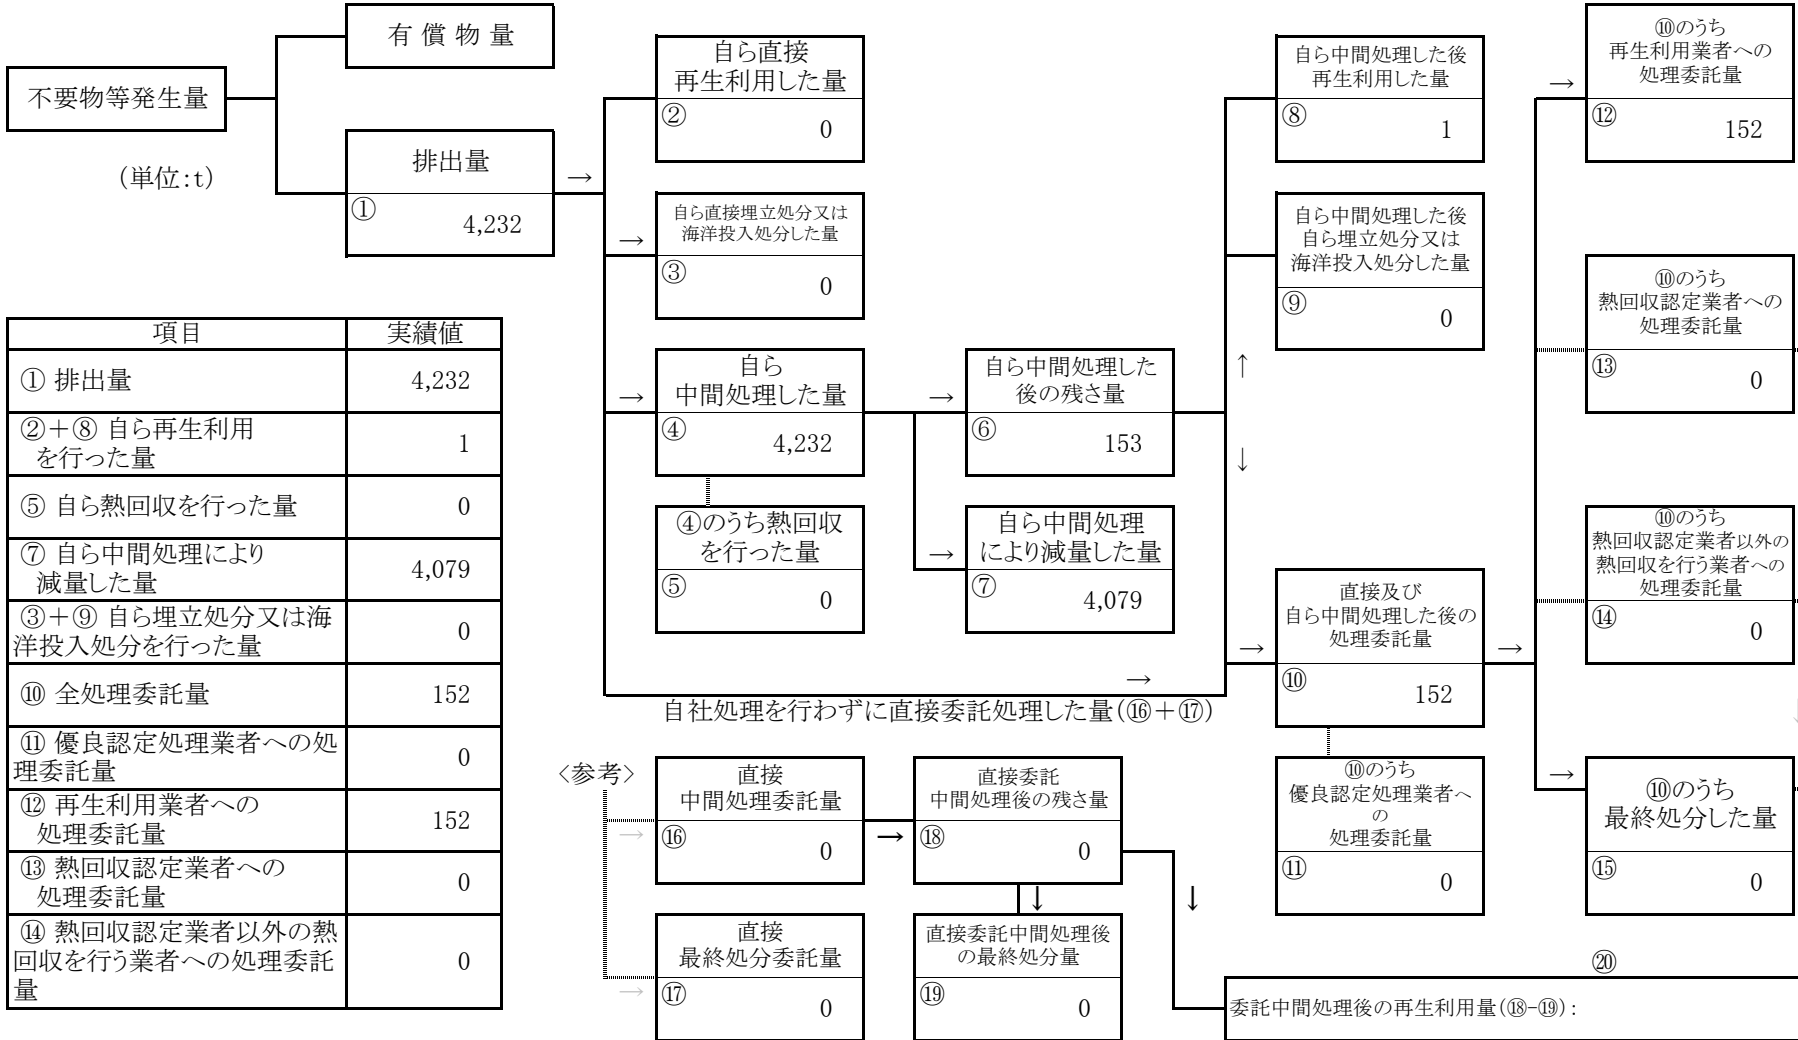 有 償 物 量
不要物等発生量
(単位:t)
排出量
①
4,232
→
自ら直接
再生利用した量
②
0
→
自ら直接埋立処分又は
海洋投入処分した量
③
0
→
自ら
中間処理した量
④
4,232
④のうち熱回収
を行った量
⑤
0
→
自ら中間処理した
後の残さ量
⑥
153
→
自ら中間処理
により減量した量
⑦
4,079
自ら中間処理した後
再生利用した量
⑧
1
自ら中間処理した後
自ら埋立処分又は
海洋投入処分した量
⑨
0
↑
↓
→
直接及び
自ら中間処理した後の
処理委託量
⑩
152
→
⑩のうち
優良認定処理業者へ
の
処理委託量
⑪
0
→
⑩のうち
再生利用業者への
処理委託量
⑫
152
⑩のうち
熱回収認定業者への
処理委託量
⑬
0
⑩のうち
熱回収認定業者以外の
熱回収を行う業者への
処理委託量
⑭
0
→
⑩のうち
最終処分した量
⑮
0
→
自社処理を行わずに直接委託処理した量(⑯+⑰)
<参考>
→
直接
中間処理委託量
⑯
0
→
直接委託
中間処理後の残さ量
⑱
0
↓
↓
→
直接
最終処分委託量
⑰
0
直接委託中間処理後
の最終処分量
⑲
0
⑳
委託中間処理後の再生利用量(⑱-⑲):
項目 実績値
① 排出量 4,232
②+⑧ 自ら再生利用
を行った量 1
⑤ 自ら熱回収を行った量 0
⑦ 自ら中間処理により
減量した量 4,079
③+⑨ 自ら埋立処分又は海
洋投入処分を行った量 0
⑩ 全処理委託量 152
⑪ 優良認定処理業者への処
理委託量 0
⑫ 再生利用業者への
処理委託量 152
⑬ 熱回収認定業者への
処理委託量 0
⑭ 熱回収認定業者以外の熱
回収を行う業者への処理委託
量 0